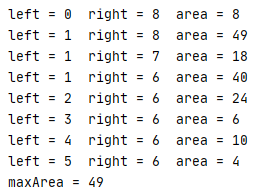 left = 0  right = 8  area = 8
left = 1  right = 8  area = 49
left = 1  right = 7  area = 18
left = 1  right = 6  area = 40
left = 2  right = 6  area = 24
left = 3  right = 6  area = 6
left = 4  right = 6  area = 10
left = 5  right = 6  area = 4
maxArea = 49